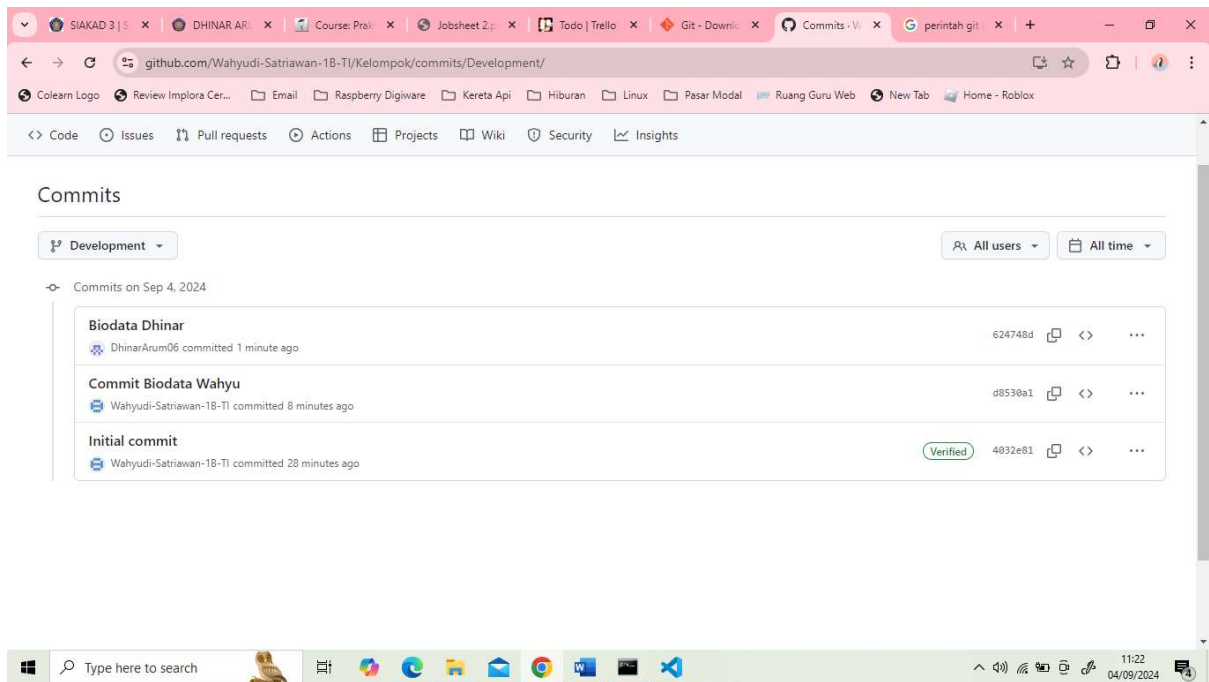 SIAKAD 3 | S
DHINAR ARU
Course: Prak
Jobsheet 2.p
Todo | Trello
Git - Downlo
Commits · W
perintah git
github.com/Wahyudi-Satriawan-1B-TI/Kelompok/commits/Development/
Colearn Logo
Review Implora Cer...
Email
Raspberry Digiware
Kereta Api
Hiburan
Linux
Pasar Modal
Ruang Guru Web
New Tab
Home - Roblox
Code
Issues
Pull requests
Actions
Projects
Wiki
Security
Insights
Commits
Development
All users
All time
Commits on Sep 4, 2024
Biodata Dhinar
624748d
DhinarArum06 committed 1 minute ago
Commit Biodata Wahyu
d8530a1
Wahyudi-Satriawan-1B-TI committed 8 minutes ago
Initial commit
Verified
4032e81
Wahyudi-Satriawan-1B-TI committed 28 minutes ago
Type here to search
11:22
04/09/2024
4